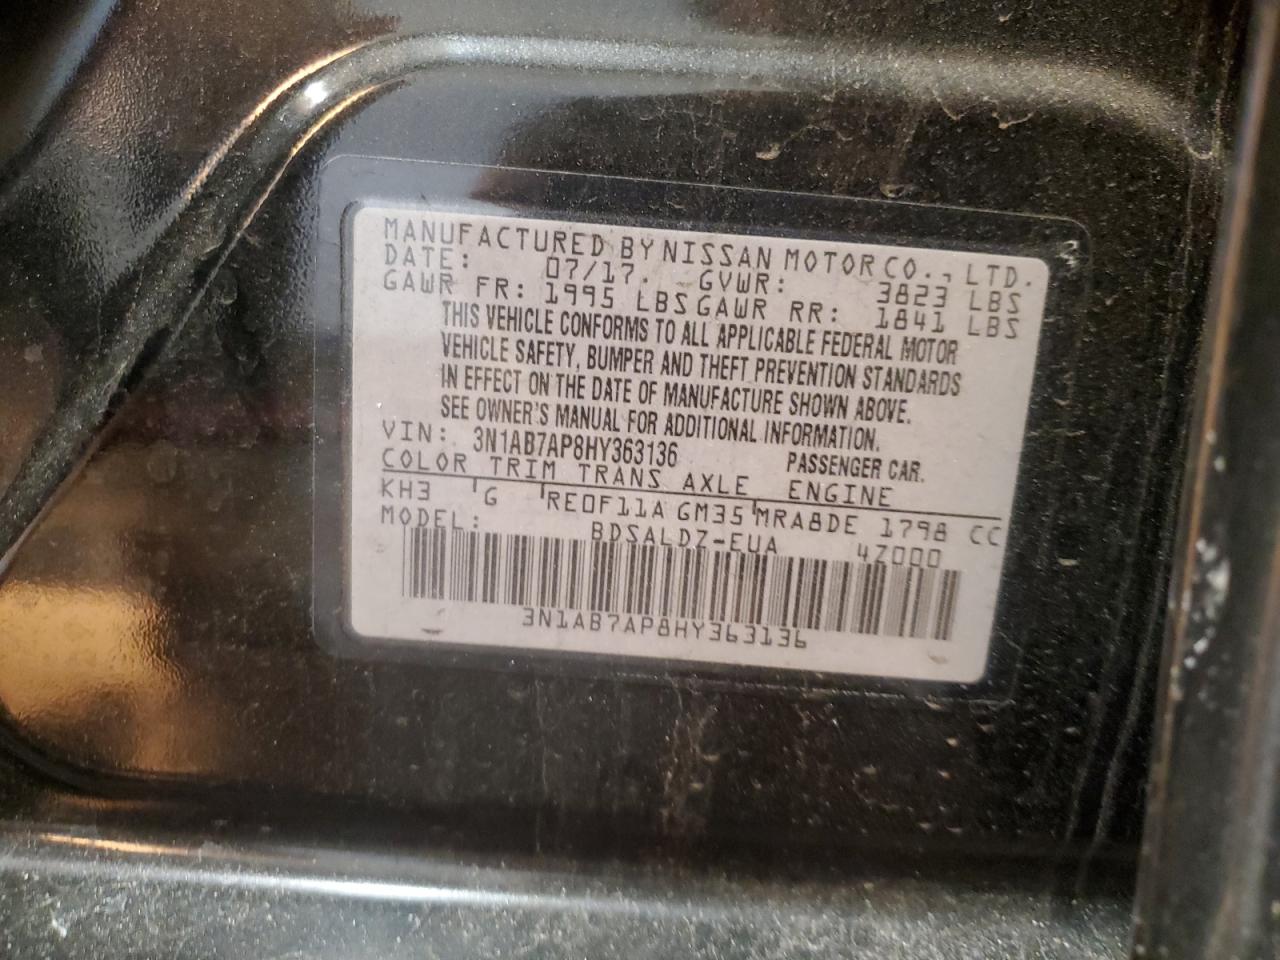 MANUFACTURED BY NISSAN MOTOR CO., LTD.
DATE: 07/17. GVWR: 3823 LBS
GAWR FR: 1995 LBS GAWR RR: 1841 LBS
THIS VEHICLE CONFORMS TO ALL APPLICABLE FEDERAL MOTOR
VEHICLE SAFETY, BUMPER AND THEFT PREVENTION STANDARDS
IN EFFECT ON THE DATE OF MANUFACTURE SHOWN ABOVE.
SEE OWNER'S MANUAL FOR ADDITIONAL INFORMATION.
VIN: 3N1AB7AP8HY363136 PASSENGER CAR.
COLOR TRIM TRANS AXLE ENGINE
KH3 G RE0F11A GM35 MRA8DE 1798 CC
MODEL: BDSALDZ-EUA 4Z000
3N1AB7AP8HY363136